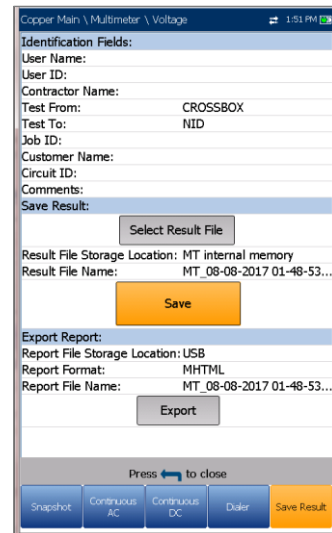 Copper Main \ Multimeter \ Voltage 1:51 PM
Identification Fields:
User Name:
User ID:
Contractor Name:
Test From: CROSSBOX
Test To: NID
Job ID:
Customer Name:
Circuit ID:
Comments:
Save Result:
Select Result File
Result File Storage Location: MT internal memory
Result File Name: MT_08-08-2017 01-48-53...
Save
Export Report:
Report File Storage Location: USB
Report Format: MHTML
Report File Name: MT_08-08-2017 01-48-53...
Export
Press to close
Snapshot Continuous AC Continuous DC Dialer Save Result